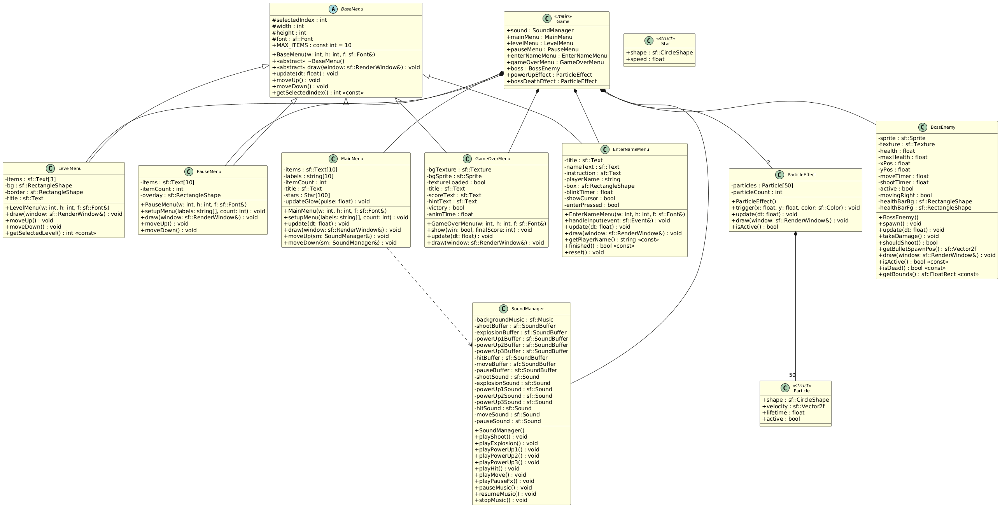 A
BaseMenu
#selectedIndex : int
#width : int
#height : int
#font : sf::Font
+MAX_ITEMS : const int = 10
+BaseMenu(w: int, h: int, f: sf::Font&)
+«abstract» ~BaseMenu()
+«abstract» draw(window: sf::RenderWindow&) : void
+update(dt: float) : void
+moveUp() : void
+moveDown() : void
+getSelectedIndex() : int «const»
C
«main»
Game
+sound : SoundManager
+mainMenu : MainMenu
+levelMenu : LevelMenu
+pauseMenu : PauseMenu
+enterNameMenu : EnterNameMenu
+gameOverMenu : GameOverMenu
+boss : BossEnemy
+powerUpEffect : ParticleEffect
+bossDeathEffect : ParticleEffect
C
«struct»
Star
+shape : sf::CircleShape
+speed : float
C
LevelMenu
-items : sf::Text[3]
-bg : sf::RectangleShape
-border : sf::RectangleShape
-title : sf::Text
+LevelMenu(w: int, h: int, f: sf::Font&)
+draw(window: sf::RenderWindow&) : void
+moveUp() : void
+moveDown() : void
+getSelectedLevel() : int «const»
C
PauseMenu
-items : sf::Text[10]
-itemCount : int
-overlay : sf::RectangleShape
+PauseMenu(w: int, h: int, f: sf::Font&)
+setupMenu(labels: string[], count: int) : void
+draw(window: sf::RenderWindow&) : void
+moveUp() : void
+moveDown() : void
C
MainMenu
-items : sf::Text[10]
-labels : string[10]
-itemCount : int
-title : sf::Text
-stars : Star[100]
-updateGlow(pulse: float) : void
+MainMenu(w: int, h: int, f: sf::Font&)
+setupMenu(labels: string[], count: int) : void
+update(dt: float) : void
+draw(window: sf::RenderWindow&) : void
+moveUp(sm: SoundManager&) : void
+moveDown(sm: SoundManager&) : void
C
GameOverMenu
-bgTexture : sf::Texture
-bgSprite : sf::Sprite
-textureLoaded : bool
-title : sf::Text
-scoreText : sf::Text
-hintText : sf::Text
-victory : bool
-animTime : float
+GameOverMenu(w: int, h: int, f: sf::Font&)
+show(win: bool, finalScore: int) : void
+update(dt: float) : void
+draw(window: sf::RenderWindow&) : void
C
EnterNameMenu
-title : sf::Text
-nameText : sf::Text
-instruction : sf::Text
-playerName : string
-box : sf::RectangleShape
-blinkTimer : float
-showCursor : bool
-enterPressed : bool
+EnterNameMenu(w: int, h: int, f: sf::Font&)
+handleInput(event: sf::Event&) : void
+update(dt: float) : void
+draw(window: sf::RenderWindow&) : void
+getPlayerName() : string «const»
+finished() : bool «const»
+reset() : void
2
C
ParticleEffect
-particles : Particle[50]
-particleCount : int
+ParticleEffect()
+trigger(x: float, y: float, color: sf::Color) : void
+update(dt: float) : void
+draw(window: sf::RenderWindow&) : void
+isActive() : bool
C
BossEnemy
-sprite : sf::Sprite
-texture : sf::Texture
-health : float
-maxHealth : float
-xPos : float
-yPos : float
-moveTimer : float
-shootTimer : float
-active : bool
-movingRight : bool
-healthBarBg : sf::RectangleShape
-healthBarFg : sf::RectangleShape
+BossEnemy()
+spawn() : void
+update(dt: float) : void
+takeDamage() : void
+shouldShoot() : bool
+getBulletSpawnPos() : sf::Vector2f
+draw(window: sf::RenderWindow&) : void
+isActive() : bool «const»
+isDead() : bool «const»
+getBounds() : sf::FloatRect «const»
C
SoundManager
-backgroundMusic : sf::Music
-shootBuffer : sf::SoundBuffer
-explosionBuffer : sf::SoundBuffer
-powerUp1Buffer : sf::SoundBuffer
-powerUp2Buffer : sf::SoundBuffer
-powerUp3Buffer : sf::SoundBuffer
-hitBuffer : sf::SoundBuffer
-moveBuffer : sf::SoundBuffer
-pauseBuffer : sf::SoundBuffer
-shootSound : sf::Sound
-explosionSound : sf::Sound
-powerUp1Sound : sf::Sound
-powerUp2Sound : sf::Sound
-powerUp3Sound : sf::Sound
-hitSound : sf::Sound
-moveSound : sf::Sound
-pauseSound : sf::Sound
+SoundManager()
+playShoot() : void
+playExplosion() : void
+playPowerUp1() : void
+playPowerUp2() : void
+playPowerUp3() : void
+playHit() : void
+playMove() : void
+playPauseFx() : void
+pauseMusic() : void
+resumeMusic() : void
+stopMusic() : void
50
C
«struct»
Particle
+shape : sf::CircleShape
+velocity : sf::Vector2f
+lifetime : float
+active : bool